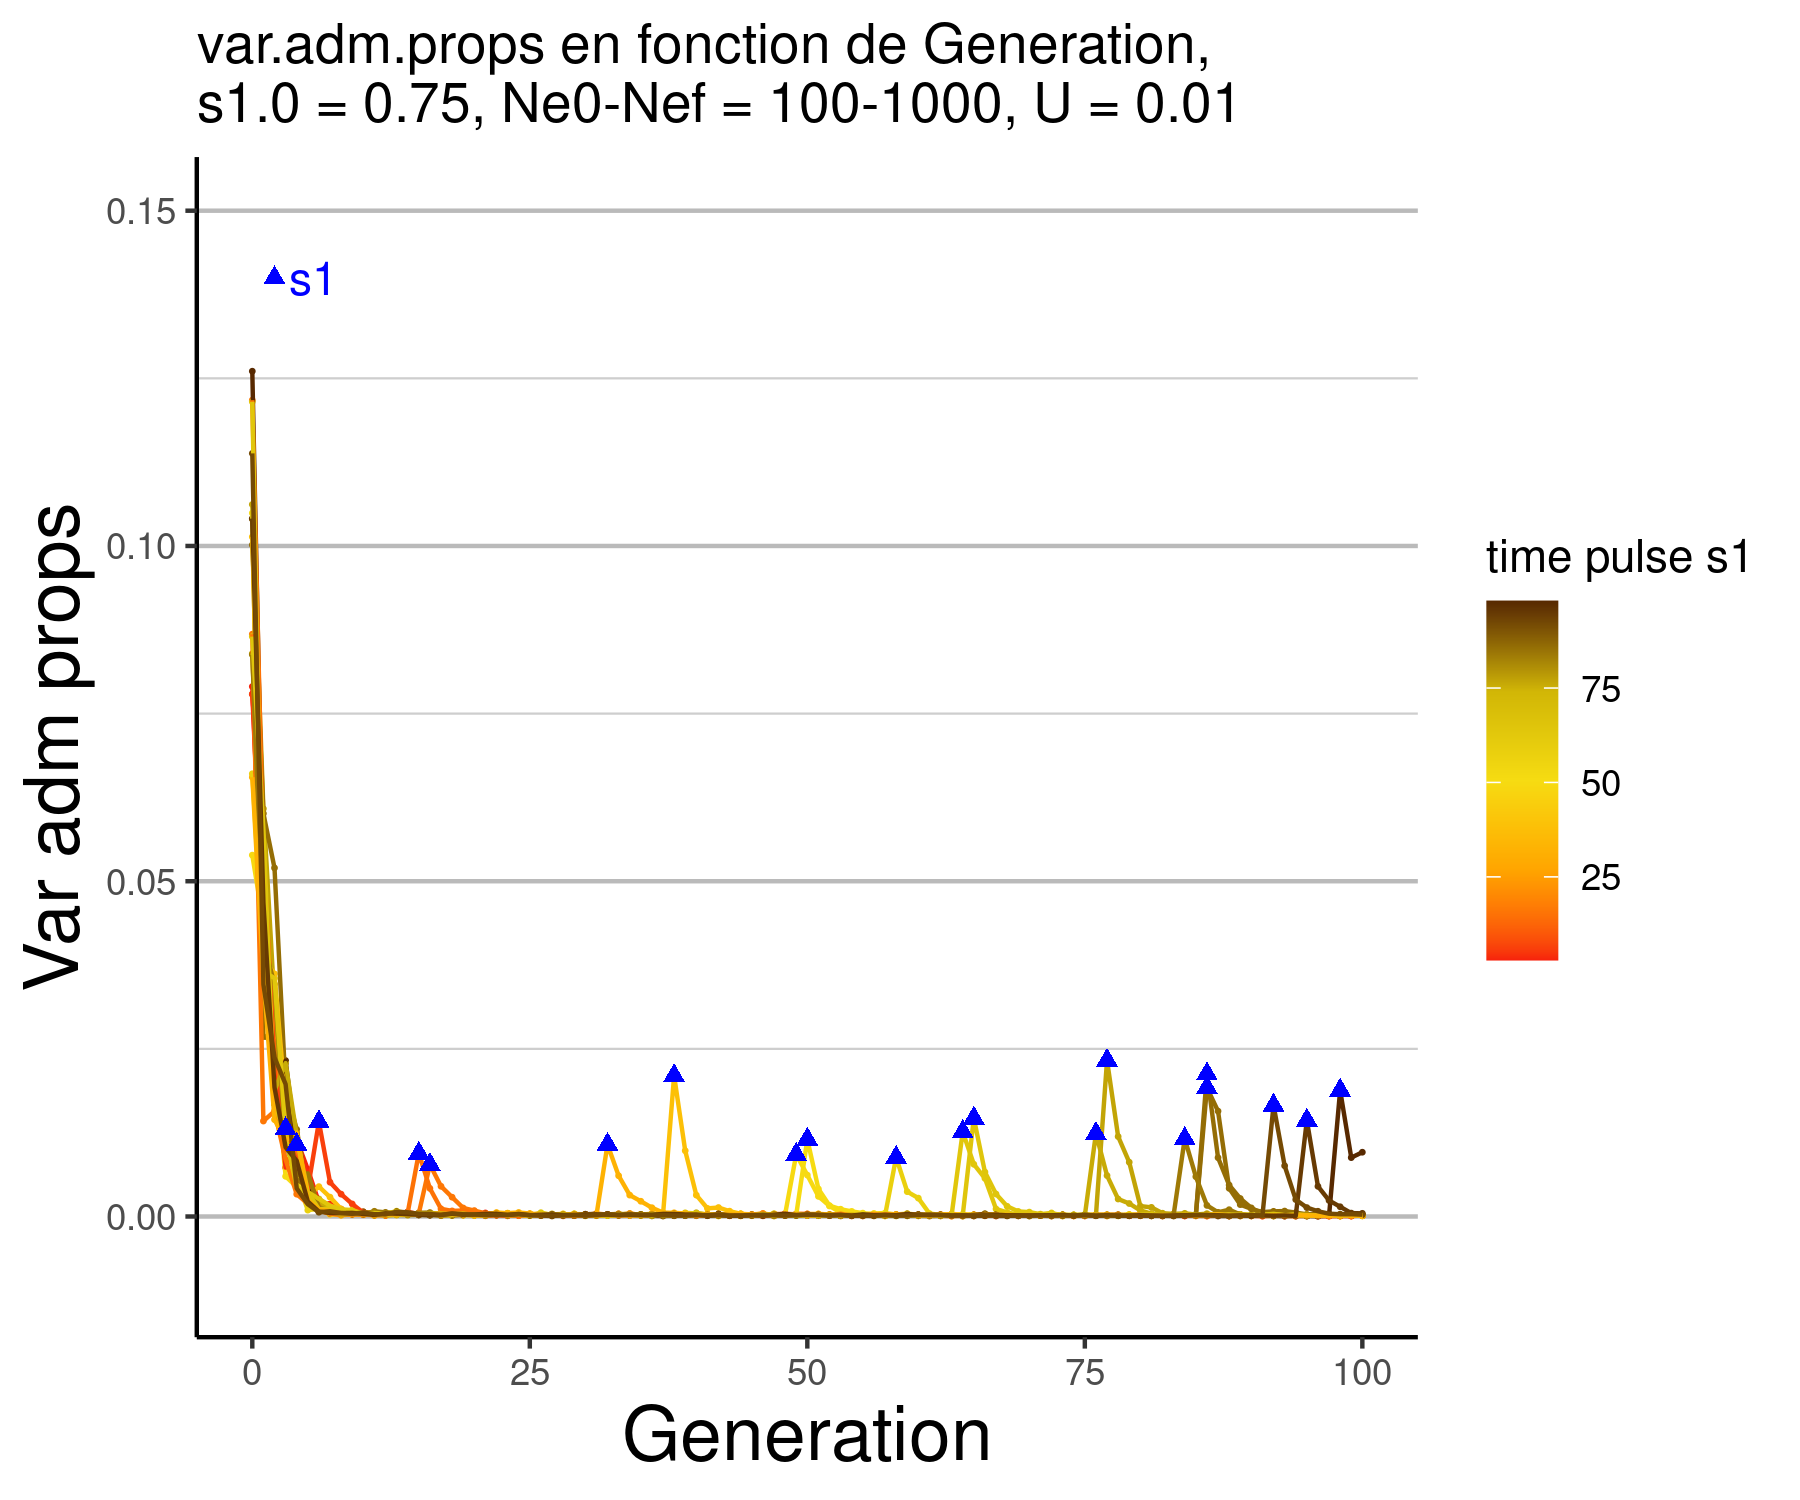 var.adm.props en fonction de Generation,
s1.0 = 0.75, Ne0-Nef = 100-1000, U = 0.01
0.15
s1
0.10
0.05
0.00
Var adm props
0
25
50
75
100
Generation
time pulse s1
75
50
25